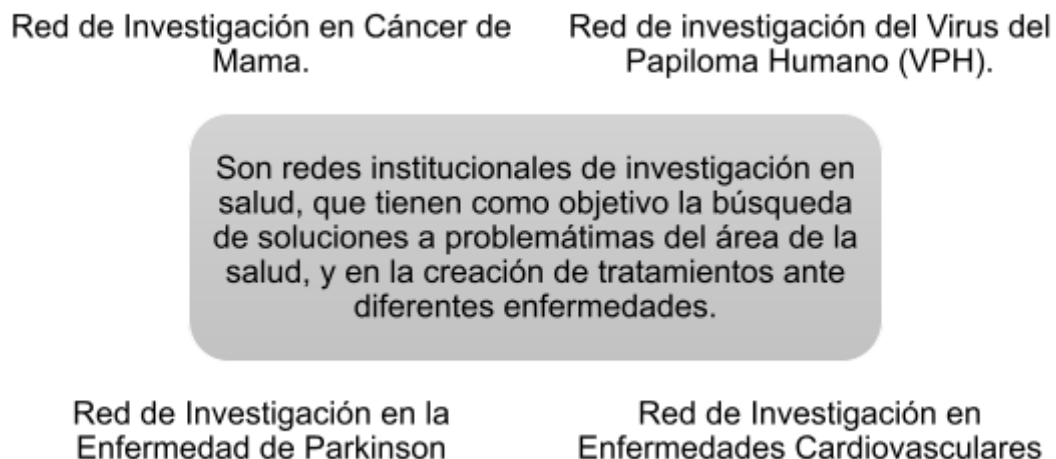 Red de Investigación en Cáncer de
Mama.
Red de investigación del Virus del
Papiloma Humano (VPH).
Son redes institucionales de investigación en
salud, que tienen como objetivo la búsqueda
de soluciones a problemátimas del área de la
salud, y en la creación de tratamientos ante
diferentes enfermedades.
Red de Investigación en la
Enfermedad de Parkinson
Red de Investigación en
Enfermedades Cardiovasculares